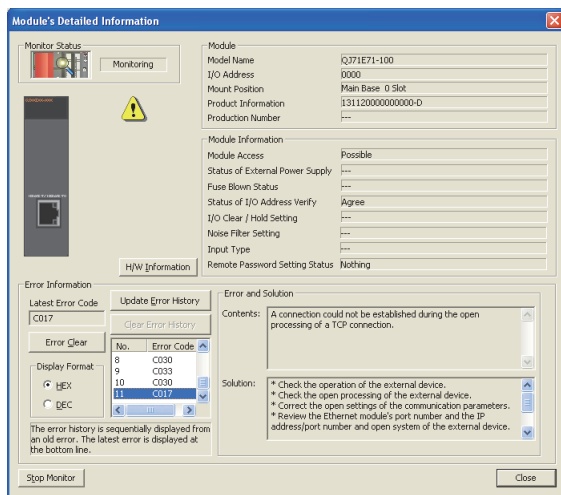 Module's Detailed Information
Monitor Status
Monitoring
H/W Information
Module
Model Name QJ71E71-100
I/O Address 0000
Mount Position Main Base 0 Slot
Product Information 131120000000000-D
Production Number ---
Module Information
Module Access Possible
Status of External Power Supply ---
Fuse Blown Status ---
Status of I/O Address Verify Agree
I/O Clear / Hold Setting ---
Noise Filter Setting ---
Input Type ---
Remote Password Setting Status Nothing
Error Information
Latest Error Code
C017
Error Clear
Display Format
HEX
DEC
Update Error History
Clear Error History
No. Error Code
8 C030
9 C033
10 C030
11 C017
The error history is sequentially displayed from
an old error. The latest error is displayed at
the bottom line.
Error and Solution
Contents: A connection could not be established during the open
processing of a TCP connection.
Solution: * Check the operation of the external device.
* Check the open processing of the external device.
* Correct the open settings of the communication parameters.
* Review the Ethernet module's port number and the IP
address/port number and open system of the external device.
Stop Monitor
Close